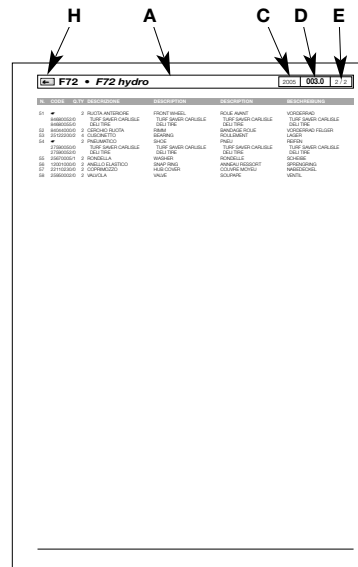 H A C D E
F72 • F72 hydro 2005 003.0 2 / 2
N. CODE Q.TY DESCRIZIONE DESCRIPTION DESCRIPTION BESCHREIBUNG
51 2 RUOTA ANTERIORE FRONT WHEEL ROUE AVANT VORDERRAD
TURF SAVER CARLISLE TURF SAVER CARLISLE TURF SAVER CARLISLE TURF SAVER CARLISLE
DELI TIRE DELI TIRE DELI TIRE DELI TIRE
52 2 CERCHIO RUOTA RIMM BANDAGE ROUE VORDERRAD FELGER
53 4 CUSCINETTO BEARING ROULEMENT LAGER
54 2 PNEUMATICO SHOE PNEU REIFEN
TURF SAVER CARLISLE TURF SAVER CARLISLE TURF SAVER CARLISLE TURF SAVER CARLISLE
DELI TIRE DELI TIRE DELI TIRE DELI TIRE
55 2 RONDELLA WASHER RONDELLE SCHEIBE
56 2 ANELLO ELASTICO SNAP RING ANNEAU RESSORT SPRENGRING
57 2 COPRIMOZZO HUB COVER COUVRE MOYEU NABEDECKEL
58 2 VALVOLA VALVE SOUPAPE VENTIL